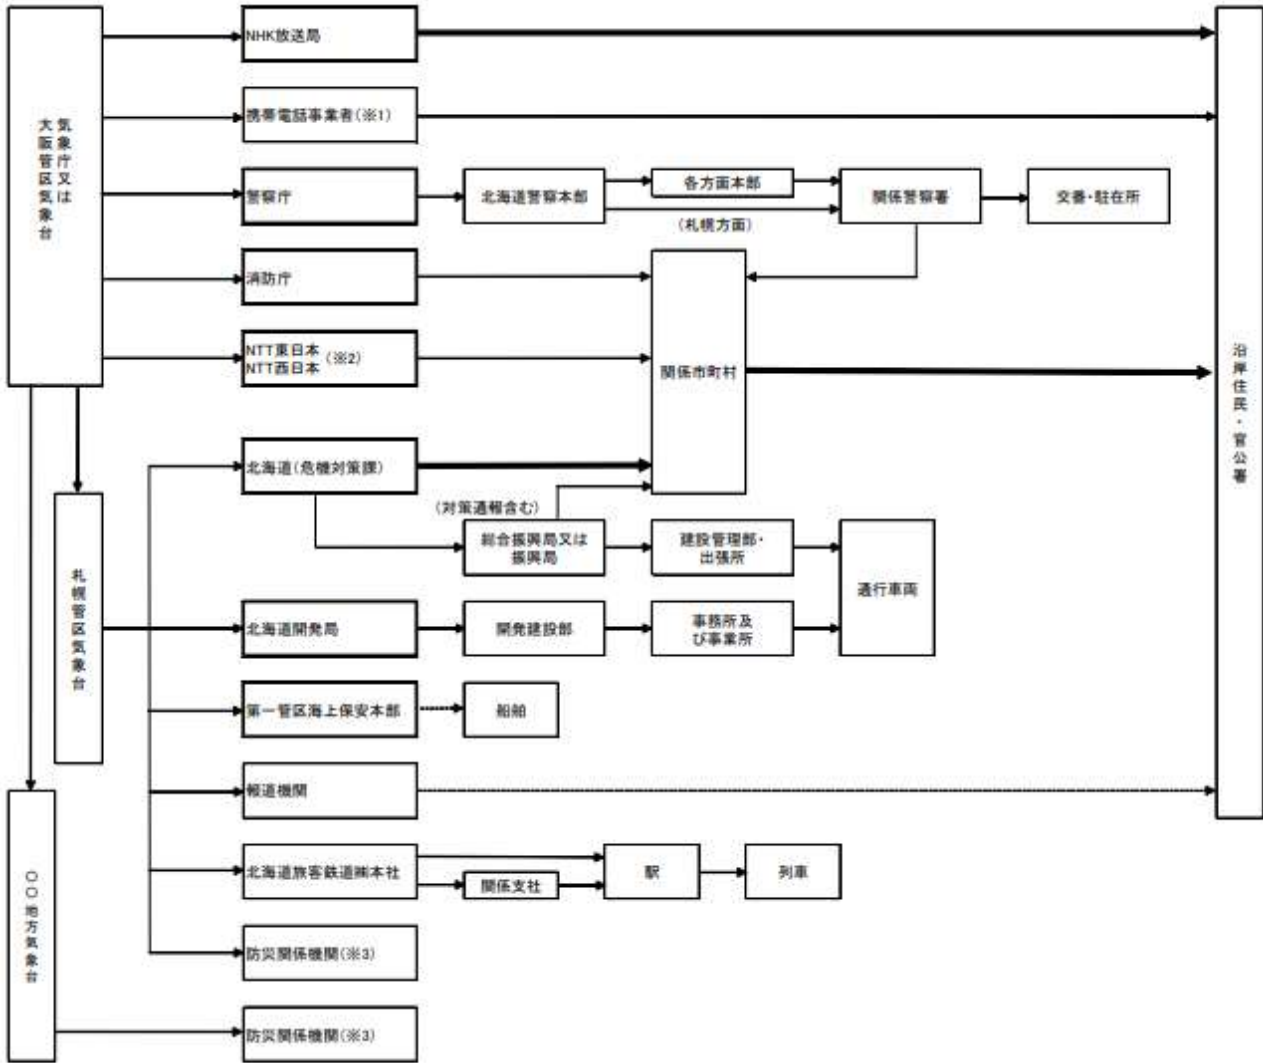 気象庁又は
大阪管区気象台
NHK放送局
携帯電話事業者(※1)
警察庁
北海道警察本部
各方面本部
(札幌方面)
関係警察署
交番・駐在所
消防庁
NTT東日本
NTT西日本
(※2)
関係市町村
沿岸住民・官公署
北海道(危機対策課)
(対策通報含む)
総合振興局又は
振興局
建設管理部・
出張所
通行車両
札幌管区気象台
北海道開発局
開発建設部
事務所及
び事業所
第一管区海上保安本部
船舶
報道機関
北海道旅客鉄道㈱本社
関係支社
駅
列車
〇〇地方気象台
防災関係機関(※3)
防災関係機関(※3)